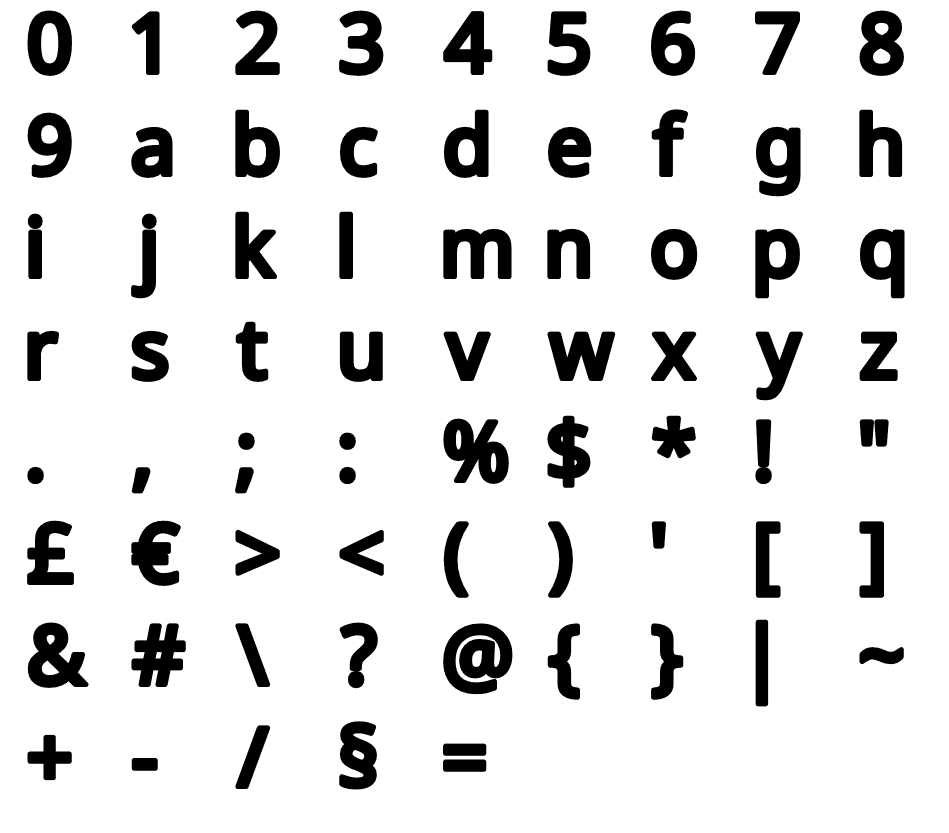 0 1 2 3 4 5 6 7 8
9 a b c d e f g h
i j k l m n o p q
r s t u v w x y z
. , ; : % $ * ! "
£ € > < ( ) ' [ ]
& # \ ? @ { } | ~
+ - / § =